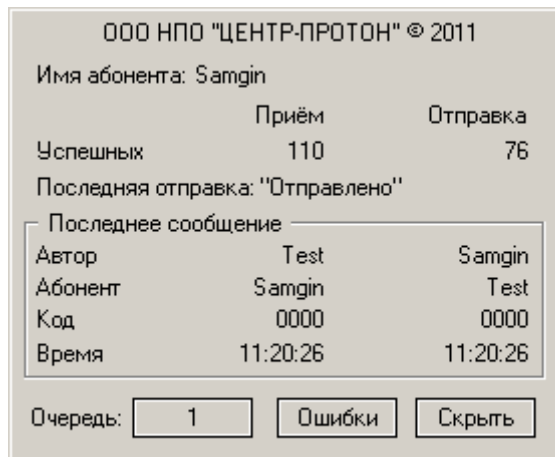 ООО НПО "ЦЕНТР-ПРОТОН" © 2011
Имя абонента: Samgin
Приём Отправка
Успешных 110 76
Последняя отправка: "Отправлено"
Последнее сообщение
Автор Test Samgin
Абонент Samgin Test
Код 0000 0000
Время 11:20:26 11:20:26
Очередь: 1 Ошибки Скрыть